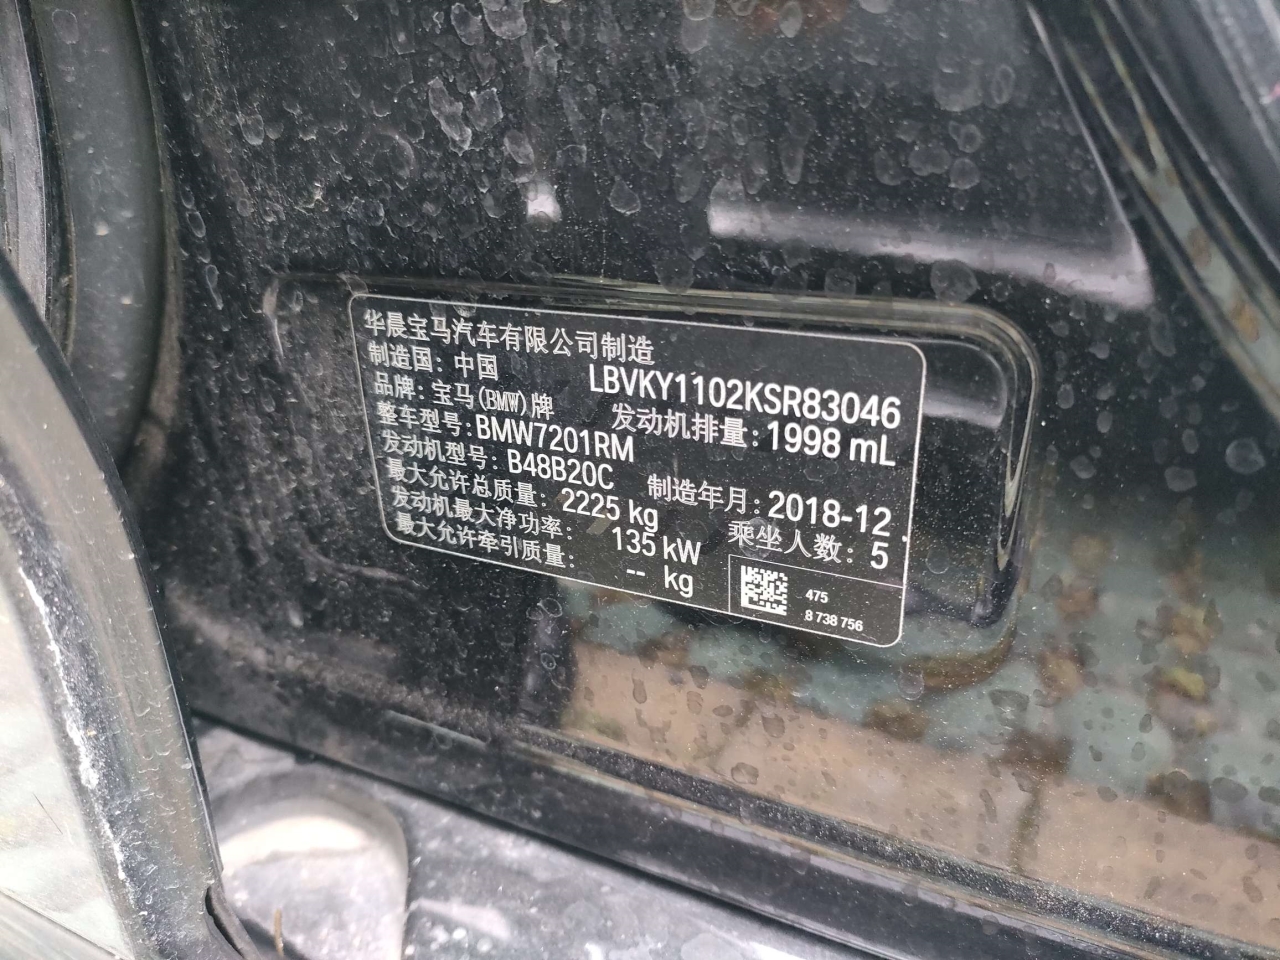 华晨宝马汽车有限公司制造
制造国: 中国
LBVKY1102KSR83046
品牌: 宝马(BMW)牌
发动机排量: 1998 mL
整车型号: BMW7201RM
发动机型号: B48B20C
制造年月: 2018-12
最大允许总质量: 2225 kg
乘坐人数: 5
发动机最大净功率: 135 kW
最大允许牵引质量: -- kg
475
8 738 756